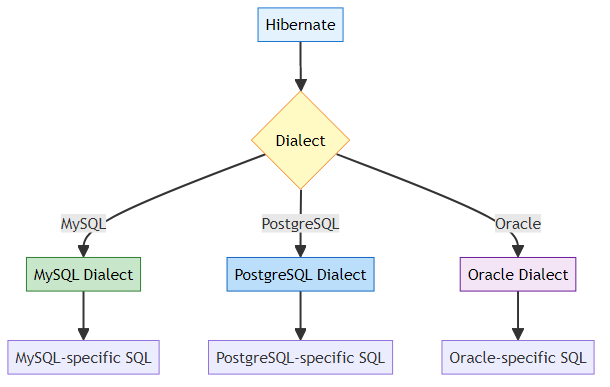 Hibernate
Dialect
MySQL
PostgreSQL
Oracle
MySQL Dialect
PostgreSQL Dialect
Oracle Dialect
MySQL-specific SQL
PostgreSQL-specific SQL
Oracle-specific SQL